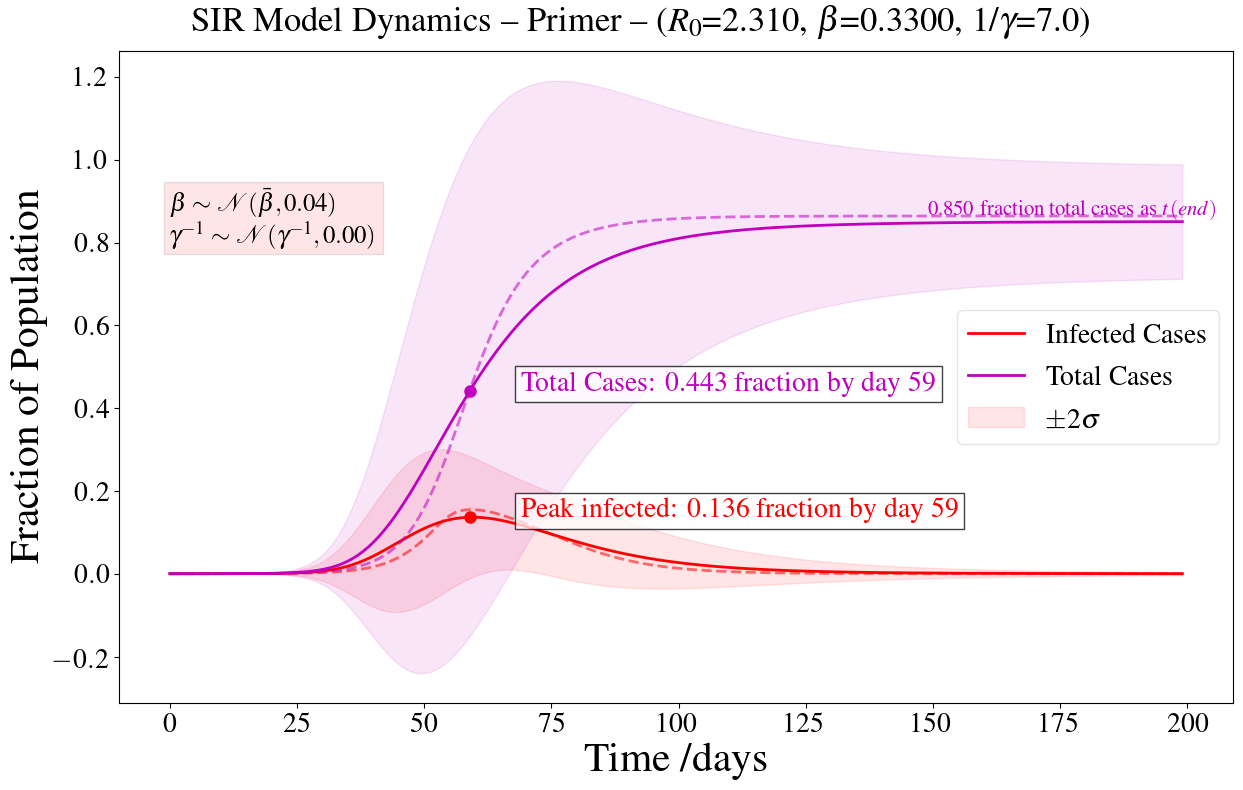 SIR Model Dynamics – Primer – (R₀=2.310, β=0.3300, 1/γ=7.0)
Fraction of Population
1.2
1.0
0.8
0.6
0.4
0.2
0.0
−0.2
β ∼ 𝒩(β̄, 0.04)
γ⁻¹ ∼ 𝒩(γ⁻¹, 0.00)
0.850 fraction total cases as t(end)
Infected Cases
Total Cases
±2σ
Total Cases: 0.443 fraction by day 59
Peak infected: 0.136 fraction by day 59
0 25 50 75 100 125 150 175 200
Time /days